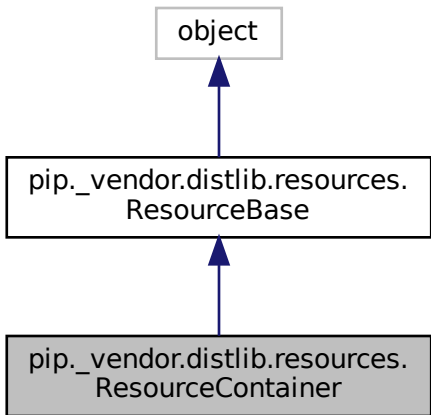 object
pip._vendor.distlib.resources.
ResourceBase
pip._vendor.distlib.resources.
ResourceContainer